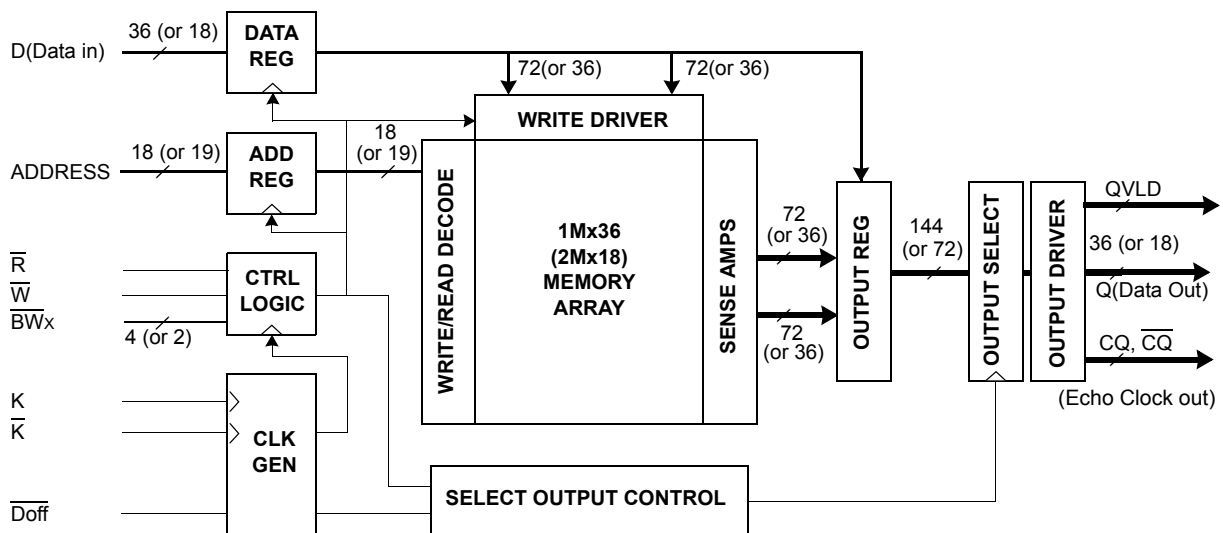 36 (or 18)
D(Data in)
DATA
REG
72(or 36)
72(or 36)
WRITE DRIVER
18 (or 19)
ADDRESS
ADD
REG
18
(or 19)
WRITE/READ DECODE
1Mx36
(2Mx18)
MEMORY
ARRAY
SENSE AMPS
72
(or 36)
72
(or 36)
OUTPUT REG
144
(or 72)
OUTPUT SELECT
OUTPUT DRIVER
QVLD
36 (or 18)
Q(Data Out)
CQ, C̅Q̅
(Echo Clock out)
R̅
W̅
B̅W̅x
4 (or 2)
CTRL
LOGIC
K
K̅
D̅o̅f̅f̅
CLK
GEN
SELECT OUTPUT CONTROL